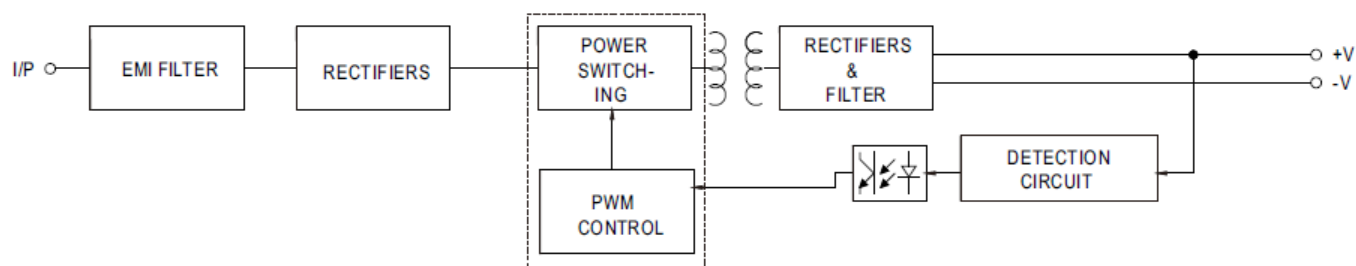 I/P
EMI FILTER
RECTIFIERS
POWER
SWITCH-
ING
RECTIFIERS
&
FILTER
+V
-V
PWM
CONTROL
DETECTION
CIRCUIT